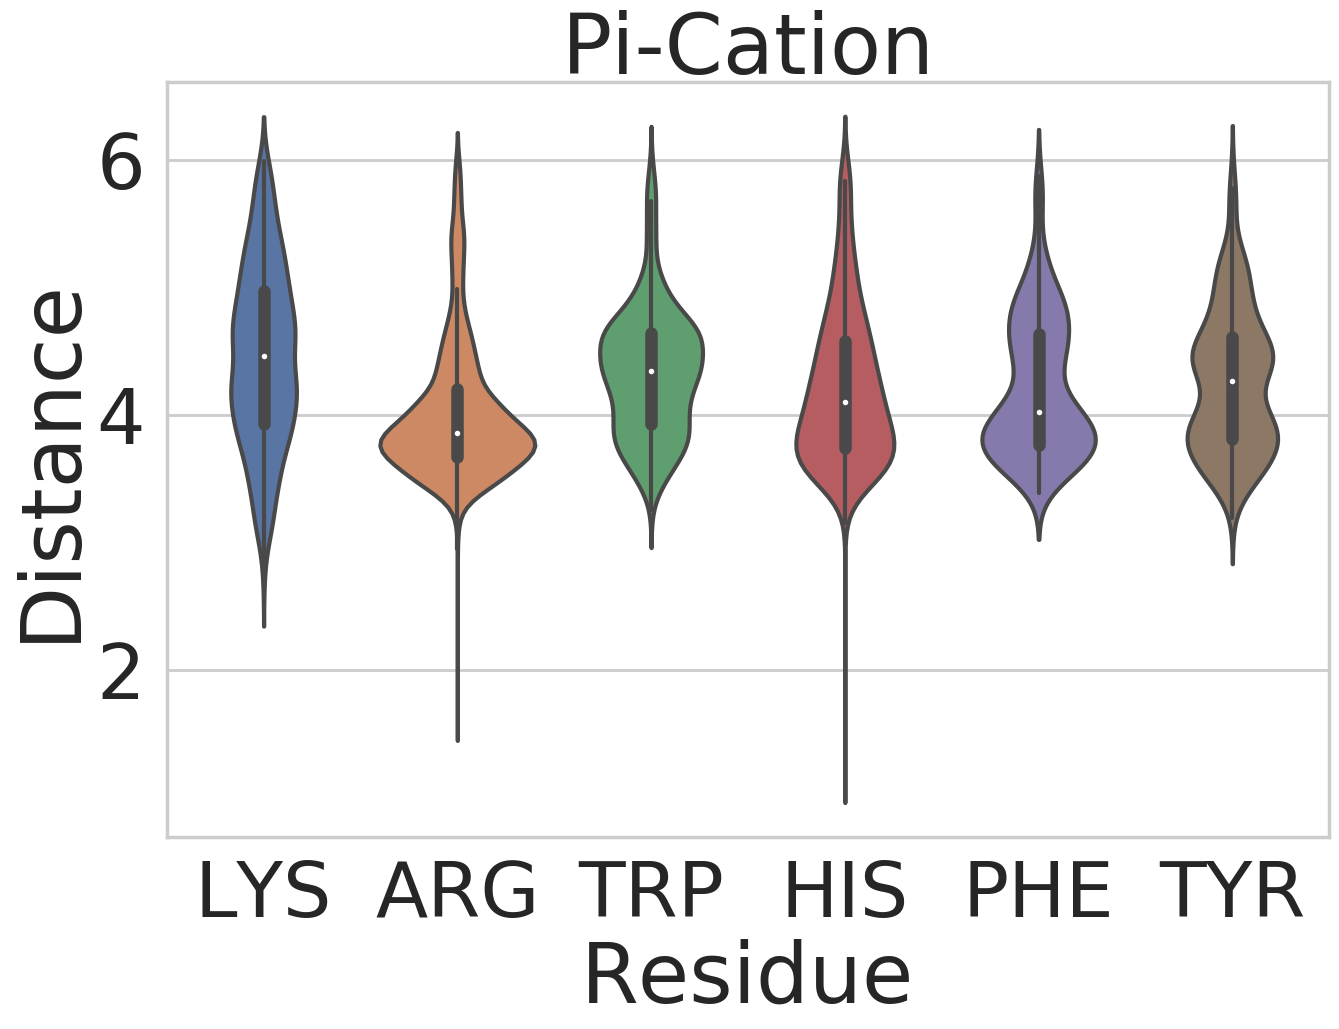 Pi-Cation
6
4
2
Distance
LYS ARG TRP HIS PHE TYR
Residue